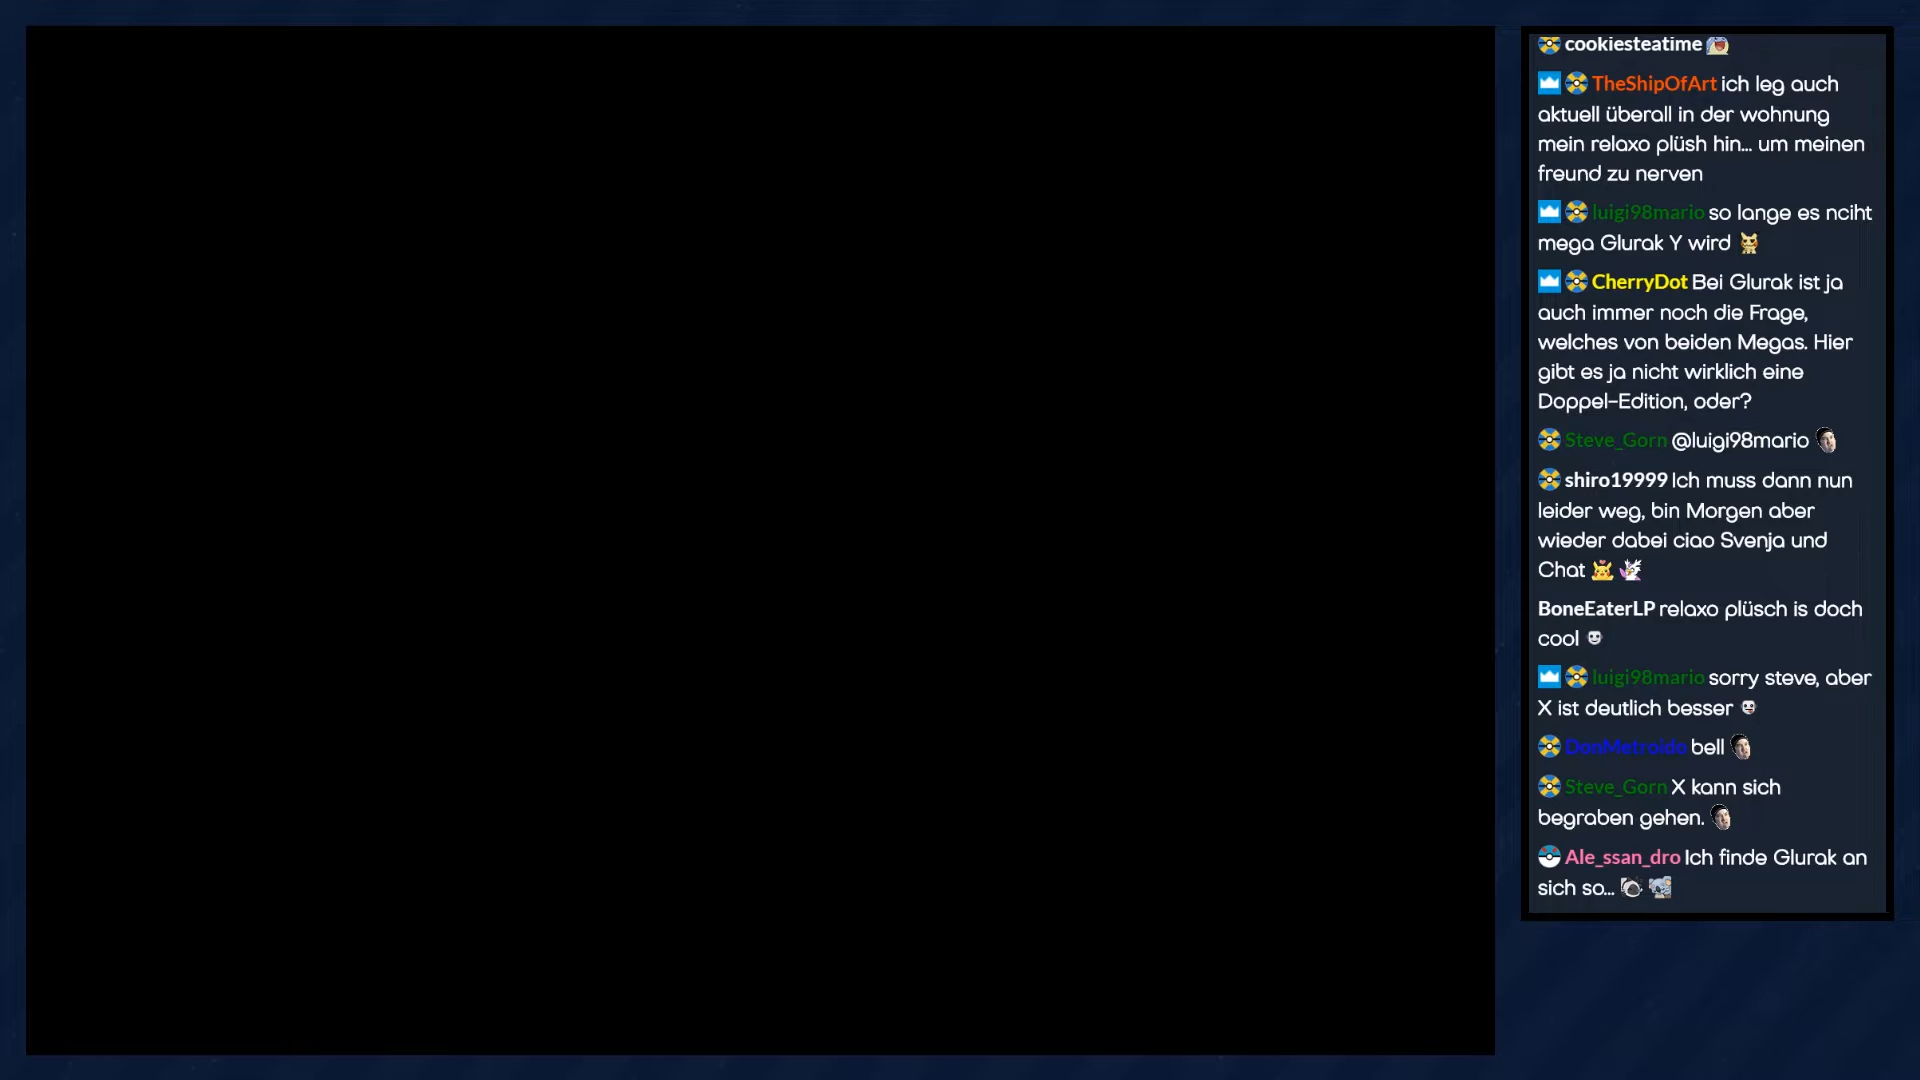 cookiesteatime
TheShipOfArt ich leg auch
aktuell überall in der wohnung
mein relaxo plüsh hin... um meinen
freund zu nerven
luigi98mario so lange es nciht
mega Glurak Y wird
CherryDot Bei Glurak ist ja
auch immer noch die Frage,
welches von beiden Megas. Hier
gibt es ja nicht wirklich eine
Doppel-Edition, oder?
Steve_Gorn @luigi98mario
shiro19999 Ich muss dann nun
leider weg, bin Morgen aber
wieder dabei ciao Svenja und
Chat
BoneEaterLP relaxo plüsch is doch
cool
luigi98mario sorry steve, aber
X ist deutlich besser
DonMetroido bell
Steve_Gorn X kann sich
begraben gehen.
Ale_ssan_dro Ich finde Glurak an
sich so...